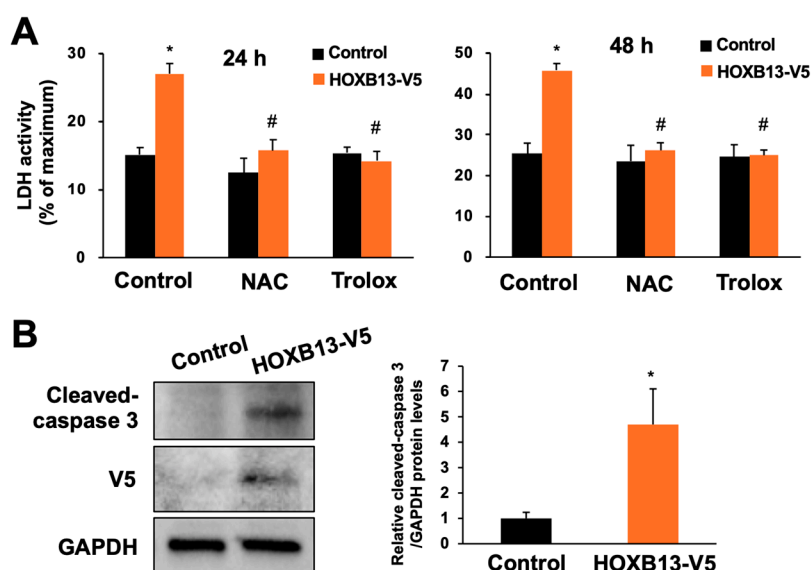 A
24 h
Control
HOXB13-V5
LDH activity
(% of maximum)
30
20
10
0
*
#
#
Control
NAC
Trolox
48 h
Control
HOXB13-V5
50
40
30
20
10
0
*
#
#
Control
NAC
Trolox
B
Control
HOXB13-V5
Cleaved-
caspase 3
V5
GAPDH
Relative cleaved-caspase 3
/GAPDH protein levels
7
6
5
4
3
2
1
0
*
Control
HOXB13-V5